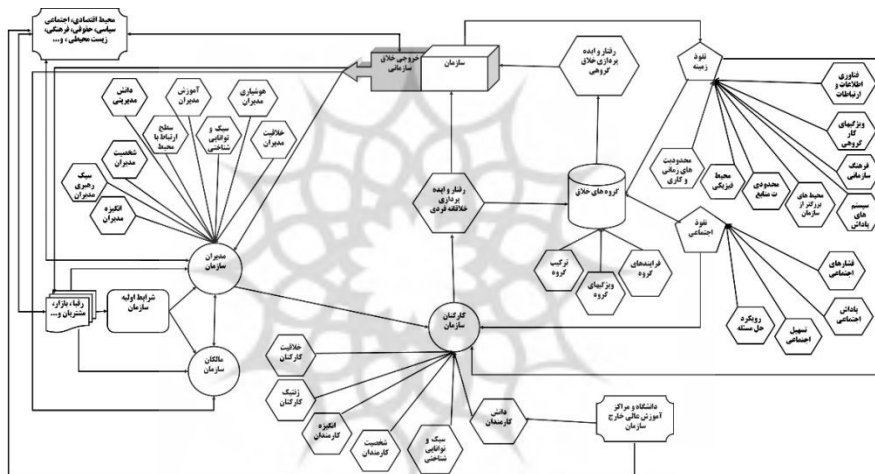 محیط اقتصادی، اجتماعی
سیاسی، حقوقی، فرهنگی،
زیست محیطی، و...
خروجی خلاق
سازمانی
سازمان
رفتار و ایده
پردازی خلاق
گروهی
نفوذ
زمینه
فناوری
اطلاعات و
ارتباطات
ویژگیهای
کار
گروهی
فرهنگ
سازمانی
سیستم
های
پاداش
محیط های
بزرگتر از
سازمان
محدودی
ت منابع
محیط
فیزیکی
محدودیت
های زمانی
و کاری
هوشیاری
مدیران
آموزش
مدیران
دانش
مدیریتی
خلاقیت
مدیران
سبک و
توانایی
شناختی
سطح
ارتباط با
محیط
شخصیت
مدیران
سبک
رهبری
مدیران
انگیزه
مدیران
مدیران
سازمان
رفتار و ایده
پردازی
خلاقانه فردی
گروه های خلاق
نفوذ
اجتماعی
ترکیب
گروه
ویژگیهای
گروه
فرایندهای
گروه
فشارهای
اجتماعی
پاداش
اجتماعی
تسهیل
اجتماعی
رویکرد
حل مسئله
رقبا، بازار،
مشتریان و...
شرایط اولیه
سازمان
مالکان
سازمان
کارکنان
سازمان
خلاقیت
کارکنان
ژنتیک
کارکنان
انگیزه
کارمندان
شخصیت
کارمندان
سبک و
توانایی
شناختی
دانش
کارمندان
دانشگاه و مراکز
آموزش عالی خارج
سازمان